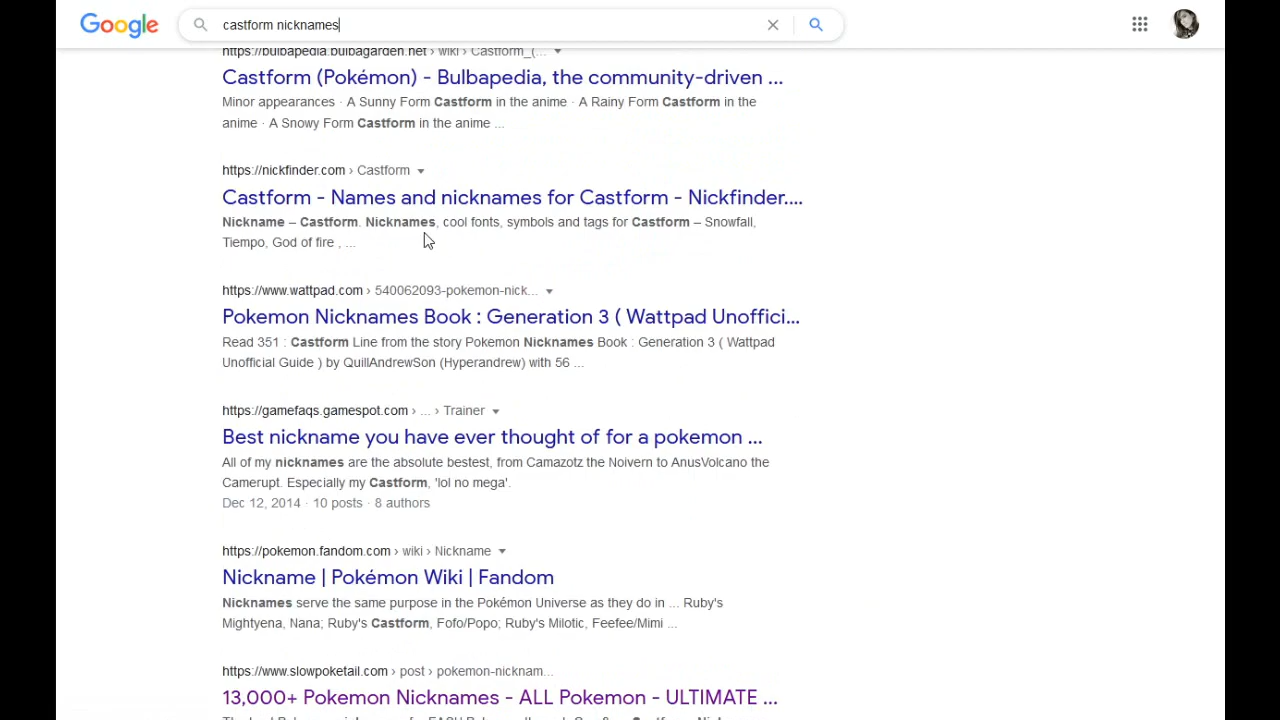 Google
castform nicknames
https://bulbapedia.bulbagarden.net › wiki › Castform_(...
Castform (Pokémon) - Bulbapedia, the community-driven ...
Minor appearances · A Sunny Form Castform in the anime · A Rainy Form Castform in the
anime · A Snowy Form Castform in the anime ...
https://nickfinder.com › Castform
Castform - Names and nicknames for Castform - Nickfinder....
Nickname – Castform. Nicknames, cool fonts, symbols and tags for Castform – Snowfall,
Tiempo, God of fire , ...
https://www.wattpad.com › 540062093-pokemon-nick...
Pokemon Nicknames Book : Generation 3 ( Wattpad Unoffici...
Read 351 : Castform Line from the story Pokemon Nicknames Book : Generation 3 ( Wattpad
Unofficial Guide ) by QuillAndrewSon (Hyperandrew) with 56 ...
https://gamefaqs.gamespot.com › ... › Trainer
Best nickname you have ever thought of for a pokemon ...
All of my nicknames are the absolute bestest, from Camazotz the Noivern to AnusVolcano the
Camerupt. Especially my Castform, 'lol no mega'.
Dec 12, 2014 · 10 posts · 8 authors
https://pokemon.fandom.com › wiki › Nickname
Nickname | Pokémon Wiki | Fandom
Nicknames serve the same purpose in the Pokémon Universe as they do in ... Ruby's
Mightyena, Nana; Ruby's Castform, Fofo/Popo; Ruby's Milotic, Feefee/Mimi ...
https://www.slowpoketail.com › post › pokemon-nicknam...
13,000+ Pokemon Nicknames - ALL Pokemon - ULTIMATE ...